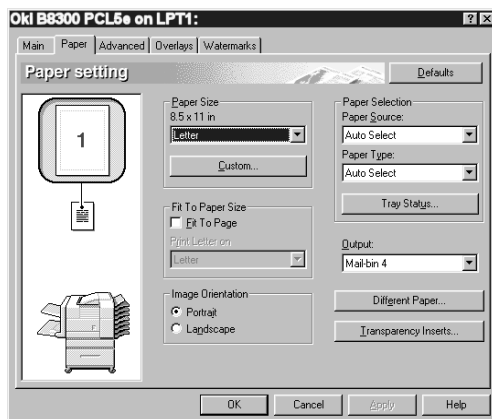 Oki B8300 PCL5e on LPT1:
Main Paper Advanced Overlays Watermarks
Paper setting
Defaults
1
Paper Size
8.5 x 11 in
Letter
Custom...
Fit To Paper Size
Fit To Page
Print Letter on
Letter
Image Orientation
Portrait
Landscape
Paper Selection
Paper Source:
Auto Select
Paper Type:
Auto Select
Tray Status...
Output:
Mail-bin 4
Different Paper...
Transparency Inserts...
OK Cancel Apply Help